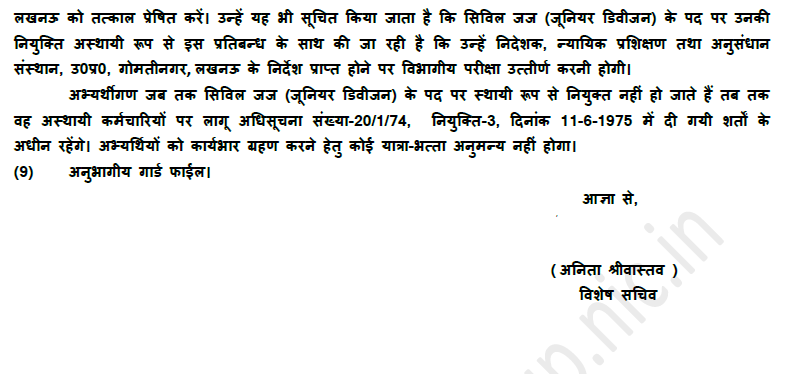 लखनऊ को तत्काल प्रेषित करें। उन्हें यह भी सूचित किया जाता है कि सिविल जज (जूनियर डिवीजन) के पद पर उनकी
नियुक्ति अस्थायी रूप से इस प्रतिबन्ध के साथ की जा रही है कि उन्हें निदेशक, न्यायिक प्रशिक्षण तथा अनुसंधान
संस्थान, उ0प्र0, गोमतीनगर, लखनऊ के निर्देश प्राप्त होने पर विभागीय परीक्षा उत्तीर्ण करनी होगी।
अभ्यर्थीगण जब तक सिविल जज (जूनियर डिवीजन) के पद पर स्थायी रूप से नियुक्त नहीं हो जाते हैं तब तक
वह अस्थायी कर्मचारियों पर लागू अधिसूचना संख्या-20/1/74, नियुक्ति-3, दिनांक 11-6-1975 में दी गयी शर्तों के
अधीन रहेंगे। अभ्यर्थियों को कार्यभार ग्रहण करने हेतु कोई यात्रा-भत्ता अनुमन्य नहीं होगा।
(9) अनुभागीय गार्ड फाईल।
आज्ञा से,
( अनिता श्रीवास्तव )
विशेष सचिव
p.nic.in